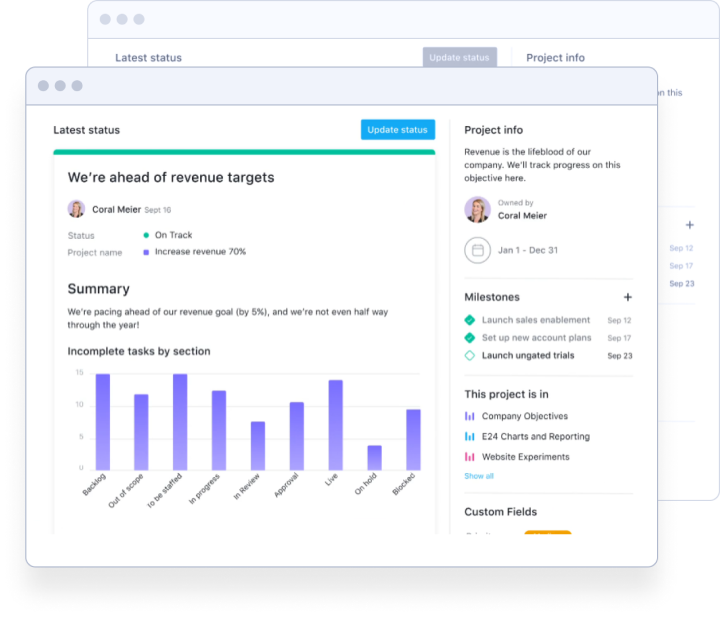 Latest status
Update status
Project info
on this
Sep 12
Sep 17
Sep 23
Latest status
Update status
We're ahead of revenue targets
Coral Meier Sept 16
Status On Track
Project name Increase revenue 70%
Summary
We're pacing ahead of our revenue goal (by 5%), and we're not even half way
through the year!
Incomplete tasks by section
15
10
5
0
Backlog
Out of scope
To be staffed
In progress
In Review
Approval
Live
On hold
Blocked
Project info
Revenue is the lifeblood of our
company. We'll track progress on this
objective here.
Owned by
Coral Meier
Jan 1 - Dec 31
Milestones +
Launch sales enablement Sep 12
Set up new account plans Sep 17
Launch ungated trials Sep 23
This project is in
Company Objectives
E24 Charts and Reporting
Website Experiments
Show all
Custom Fields